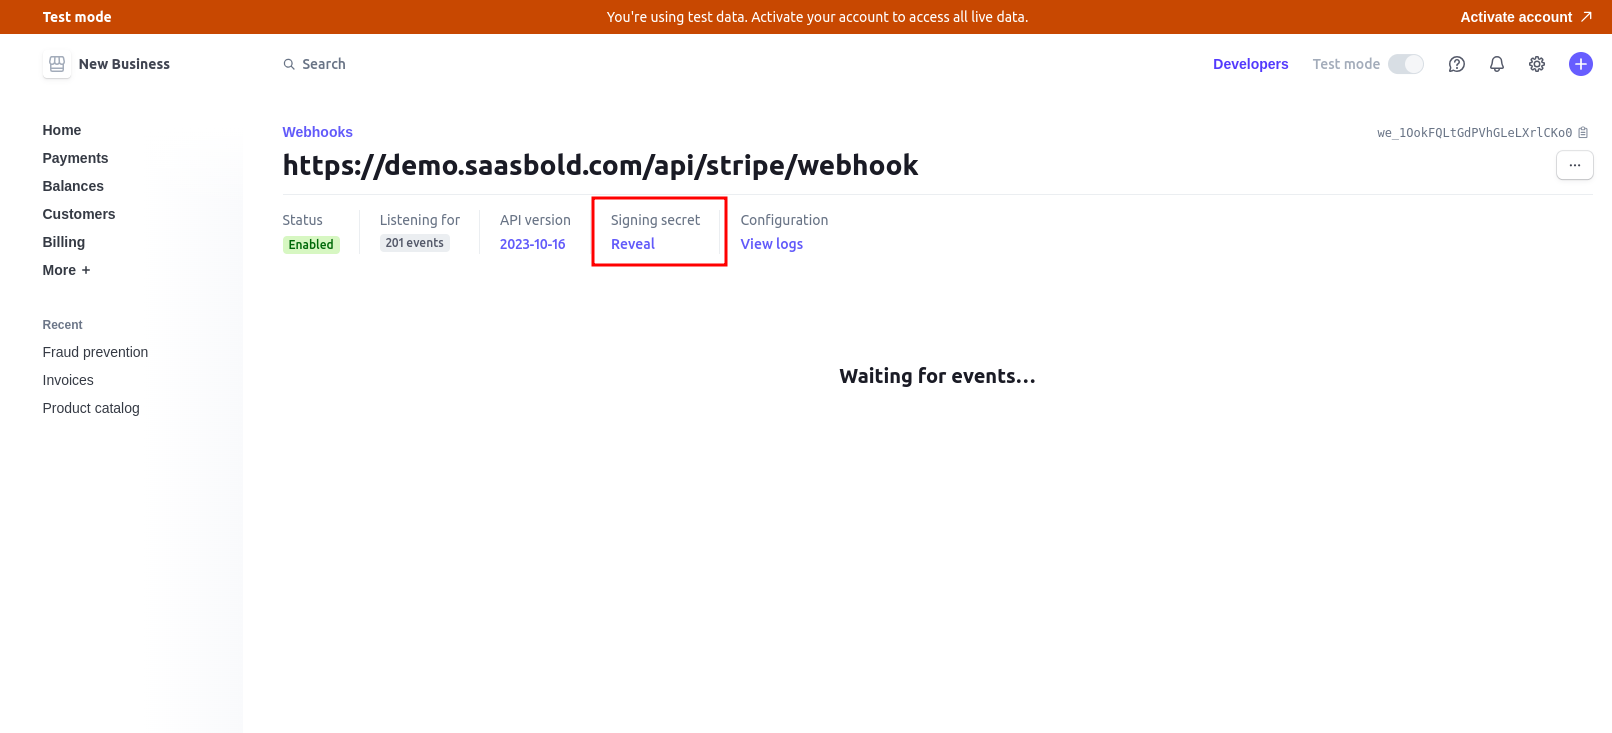 Test mode
You're using test data. Activate your account to access all live data.
Activate account
New Business
Search
Developers
Test mode
Home
Payments
Balances
Customers
Billing
More +
Recent
Fraud prevention
Invoices
Product catalog
Webhooks
we_1OokFQLtGdPVhGLeLXrlCKo0
https://demo.saasbold.com/api/stripe/webhook
Status
Enabled
Listening for
201 events
API version
2023-10-16
Signing secret
Reveal
Configuration
View logs
Waiting for events…